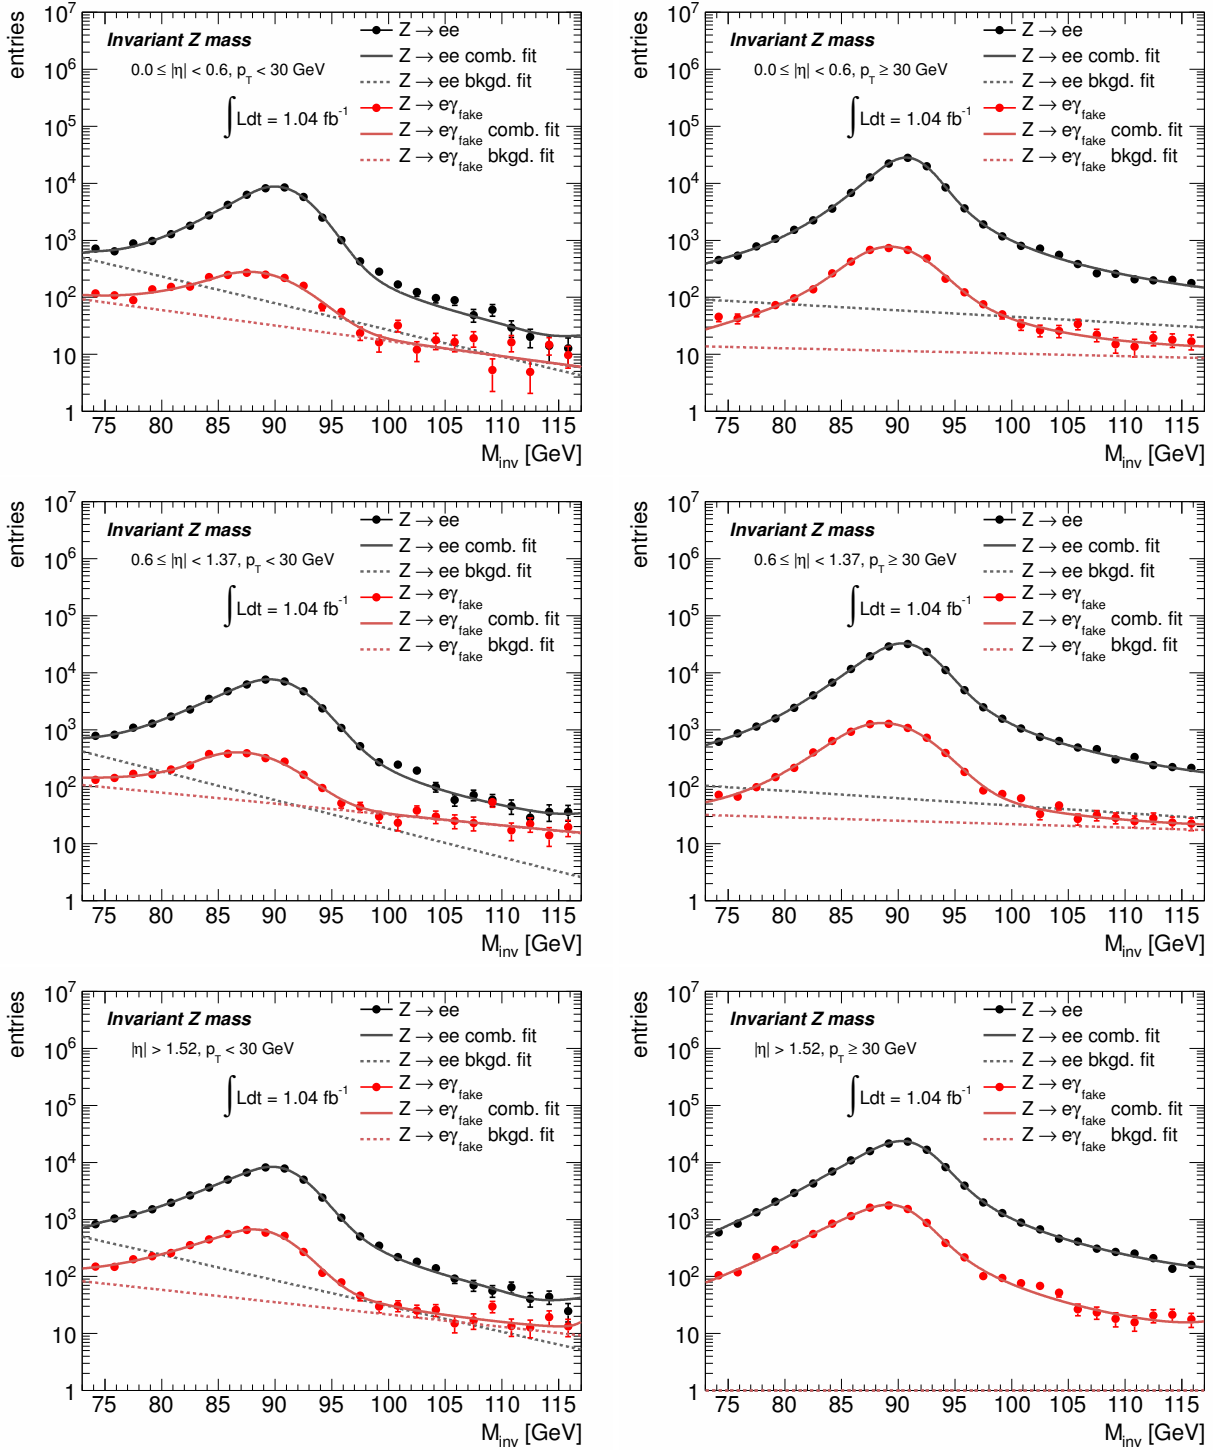 entries
10^7
10^6
10^5
10^4
10^3
10^2
10
1
Invariant Z mass
0.0 ≤ |η| < 0.6, p_T < 30 GeV
∫ Ldt = 1.04 fb^-1
Z → ee
Z → ee comb. fit
Z → ee bkgd. fit
Z → eγ_fake
Z → eγ_fake comb. fit
Z → eγ_fake bkgd. fit
75 80 85 90 95 100 105 110 115
M_inv [GeV]
entries
10^7
10^6
10^5
10^4
10^3
10^2
10
1
Invariant Z mass
0.0 ≤ |η| < 0.6, p_T ≥ 30 GeV
∫ Ldt = 1.04 fb^-1
Z → ee
Z → ee comb. fit
Z → ee bkgd. fit
Z → eγ_fake
Z → eγ_fake comb. fit
Z → eγ_fake bkgd. fit
75 80 85 90 95 100 105 110 115
M_inv [GeV]
entries
10^7
10^6
10^5
10^4
10^3
10^2
10
1
Invariant Z mass
0.6 ≤ |η| < 1.37, p_T < 30 GeV
∫ Ldt = 1.04 fb^-1
Z → ee
Z → ee comb. fit
Z → ee bkgd. fit
Z → eγ_fake
Z → eγ_fake comb. fit
Z → eγ_fake bkgd. fit
75 80 85 90 95 100 105 110 115
M_inv [GeV]
entries
10^7
10^6
10^5
10^4
10^3
10^2
10
1
Invariant Z mass
0.6 ≤ |η| < 1.37, p_T ≥ 30 GeV
∫ Ldt = 1.04 fb^-1
Z → ee
Z → ee comb. fit
Z → ee bkgd. fit
Z → eγ_fake
Z → eγ_fake comb. fit
Z → eγ_fake bkgd. fit
75 80 85 90 95 100 105 110 115
M_inv [GeV]
entries
10^7
10^6
10^5
10^4
10^3
10^2
10
1
Invariant Z mass
|η| > 1.52, p_T < 30 GeV
∫ Ldt = 1.04 fb^-1
Z → ee
Z → ee comb. fit
Z → ee bkgd. fit
Z → eγ_fake
Z → eγ_fake comb. fit
Z → eγ_fake bkgd. fit
75 80 85 90 95 100 105 110 115
M_inv [GeV]
entries
10^7
10^6
10^5
10^4
10^3
10^2
10
1
Invariant Z mass
|η| > 1.52, p_T ≥ 30 GeV
∫ Ldt = 1.04 fb^-1
Z → ee
Z → ee comb. fit
Z → ee bkgd. fit
Z → eγ_fake
Z → eγ_fake comb. fit
Z → eγ_fake bkgd. fit
75 80 85 90 95 100 105 110 115
M_inv [GeV]